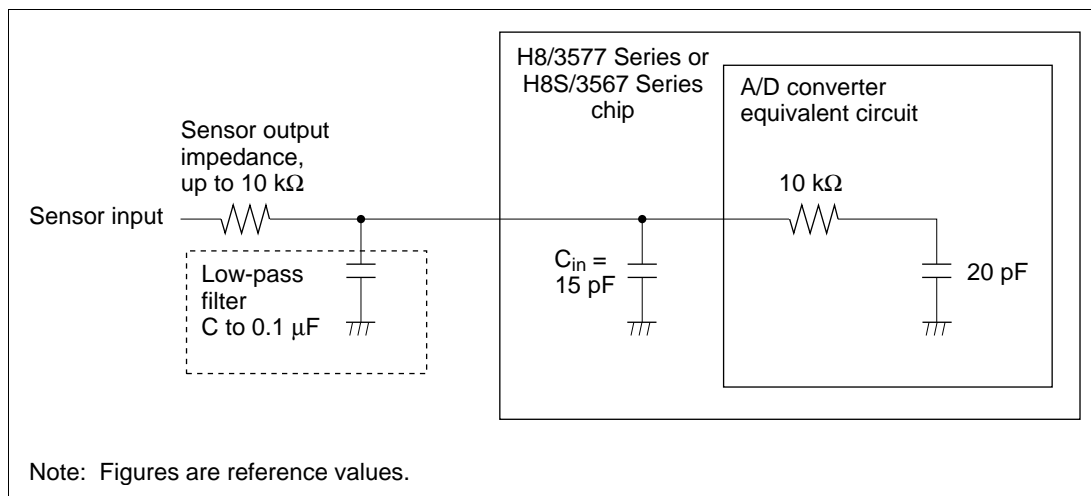 H8/3577 Series or
H8S/3567 Series
chip
A/D converter
equivalent circuit
Sensor output
impedance,
up to 10 kΩ
10 kΩ
Sensor input
Low-pass
filter
C to 0.1 μF
Cin =
15 pF
20 pF
Note: Figures are reference values.